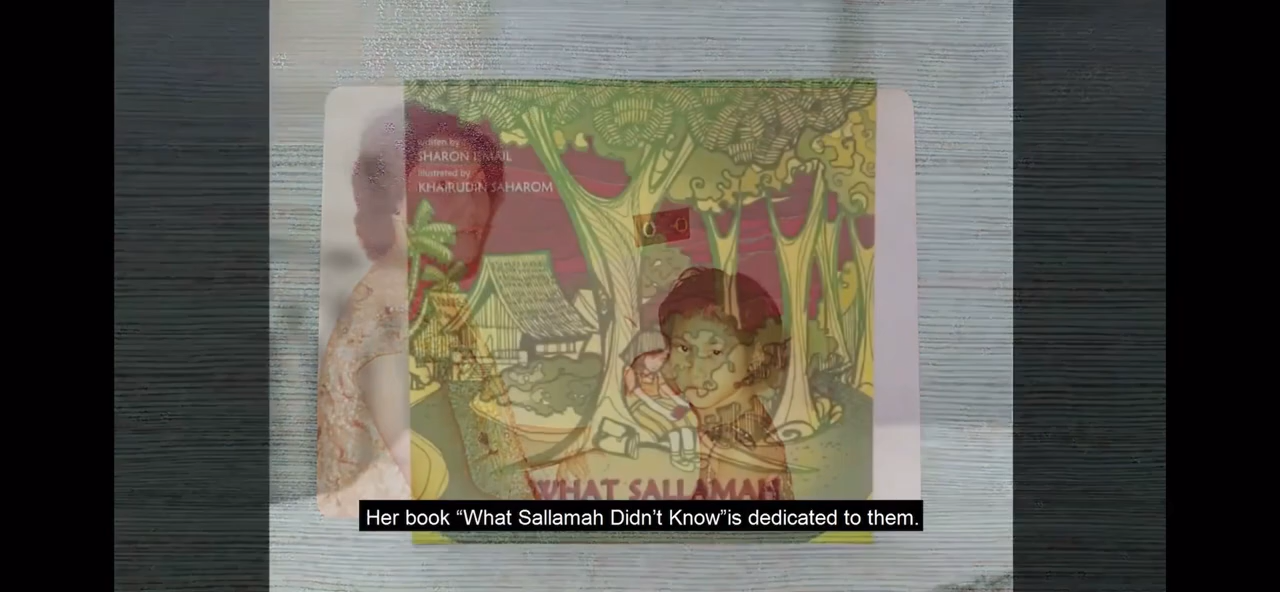 written by
SHARON ISMAIL
illustrated by
KHAIRUDIN SAHAROM
WHAT SALLAMAH
Her book “What Sallamah Didn’t Know”is dedicated to them.